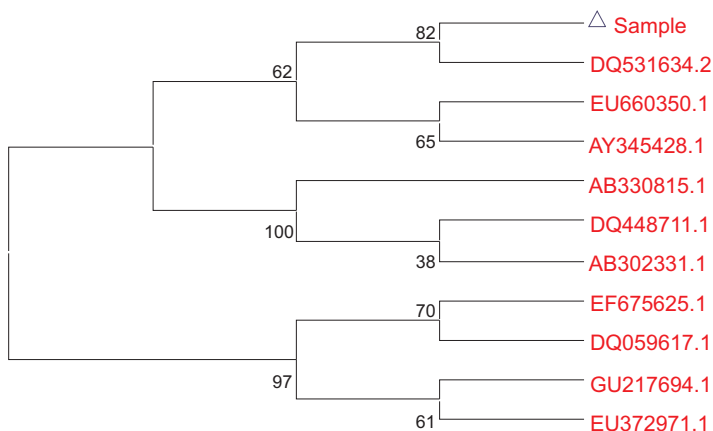 82
△ Sample
62
DQ531634.2
EU660350.1
65
AY345428.1
AB330815.1
100
DQ448711.1
38
AB302331.1
70
EF675625.1
DQ059617.1
97
GU217694.1
61
EU372971.1